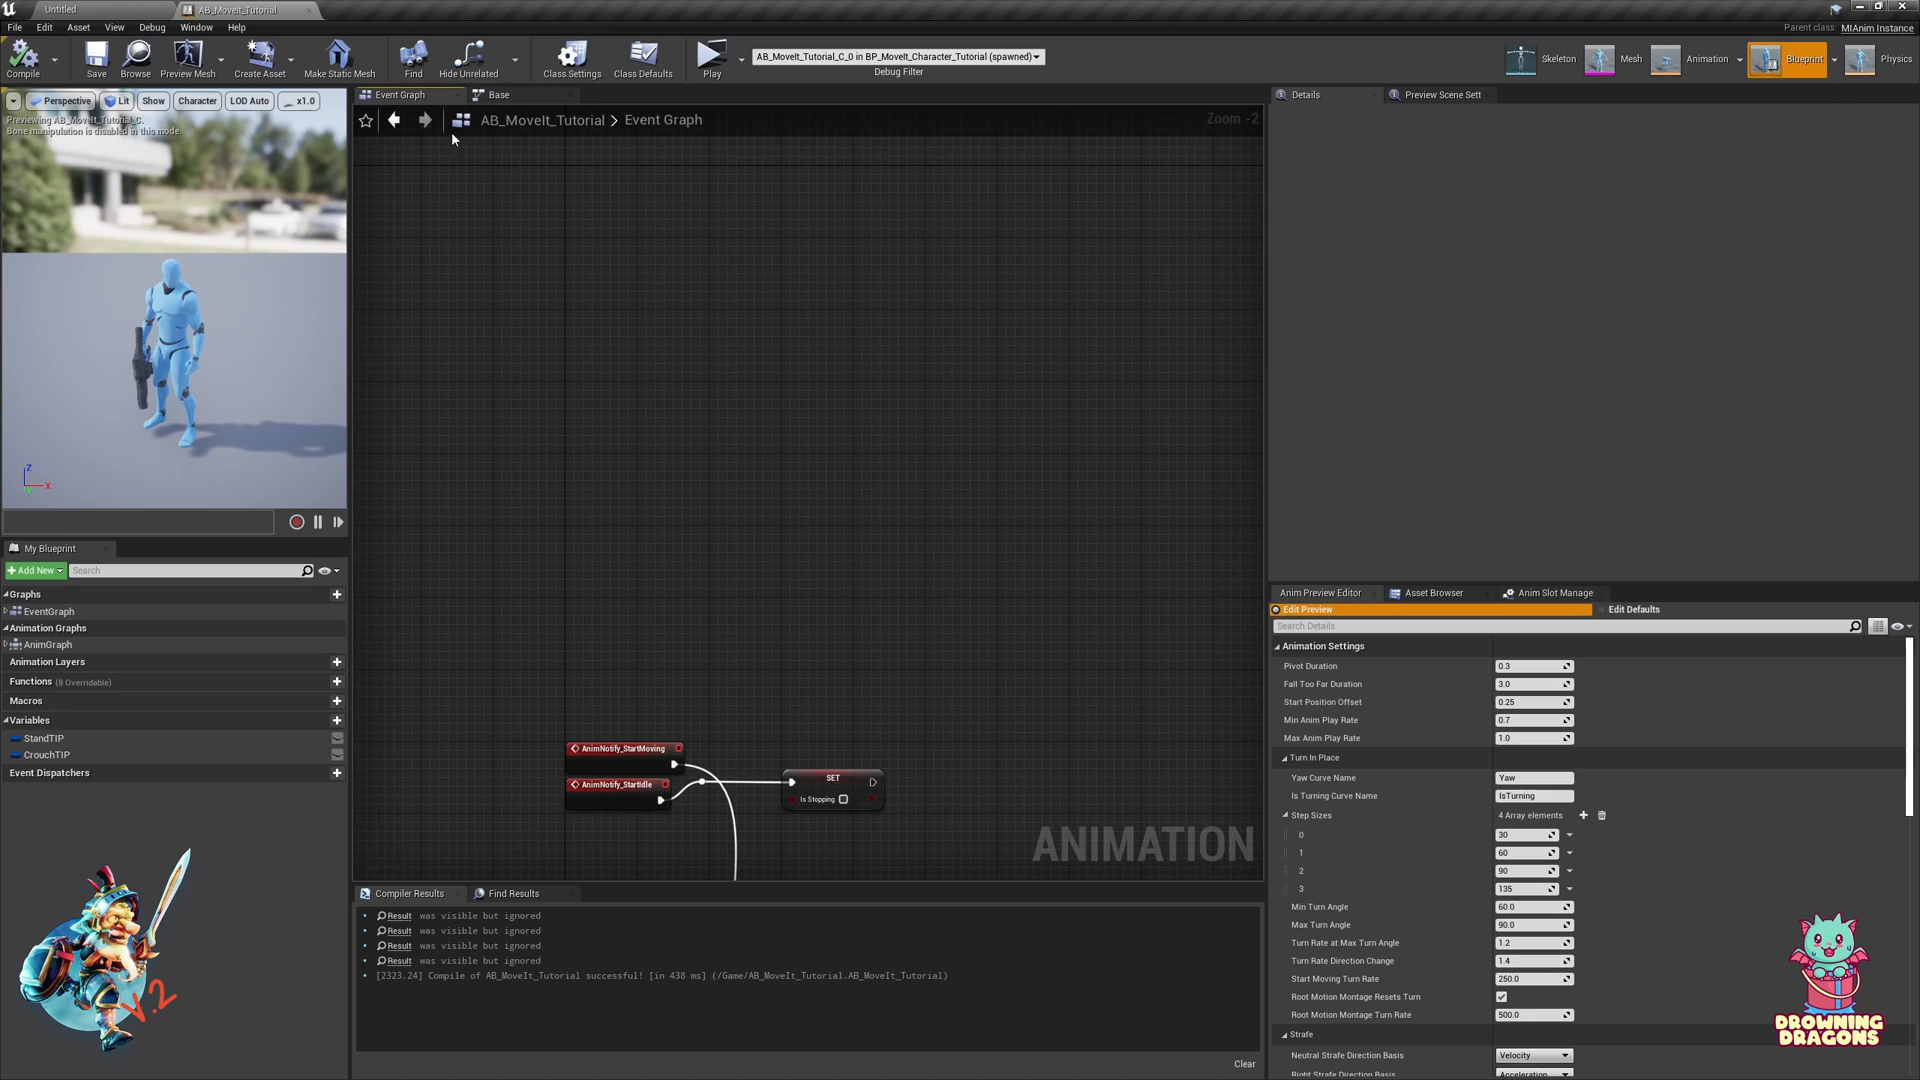 Untitled
AB_MoveIt_Tutorial
File Edit Asset View Debug Window Help
Parent class: MIAnim Instance
Compile
Save
Browse
Preview Mesh
Create Asset
Make Static Mesh
Find
Hide Unrelated
Class Settings
Class Defaults
Play
AB_MoveIt_Tutorial_C_0 in BP_MoveIt_Character_Tutorial (spawned)
Debug Filter
Skeleton
Mesh
Animation
Blueprint
Physics
Perspective
Lit
Show
Character
LOD Auto
x1.0
Previewing AB_MoveIt_Tutorial_C.
Bone manipulation is disabled in this mode.
Z
X
Event Graph
Base
AB_MoveIt_Tutorial > Event Graph
Zoom -2
AnimNotify_StartMoving
AnimNotify_StartIdle
SET
Is Stopping
ANIMATION
My Blueprint
Add New
Search
Graphs
EventGraph
Animation Graphs
AnimGraph
Animation Layers
Functions (8 Overridable)
Macros
Variables
StandTIP
CrouchTIP
Event Dispatchers
V.2
Compiler Results
Find Results
Result was visible but ignored
Result was visible but ignored
Result was visible but ignored
Result was visible but ignored
[2323.24] Compile of AB_MoveIt_Tutorial successful! [in 438 ms] (/Game/AB_MoveIt_Tutorial.AB_MoveIt_Tutorial)
Clear
Details
Preview Scene Sett
Anim Preview Editor
Asset Browser
Anim Slot Manage
Edit Preview
Edit Defaults
Search Details
Animation Settings
Pivot Duration 0.3
Fall Too Far Duration 3.0
Start Position Offset 0.25
Min Anim Play Rate 0.7
Max Anim Play Rate 1.0
Turn In Place
Yaw Curve Name Yaw
Is Turning Curve Name IsTurning
Step Sizes 4 Array elements
0 30
1 60
2 90
3 135
Min Turn Angle 60.0
Max Turn Angle 90.0
Turn Rate at Max Turn Angle 1.2
Turn Rate Direction Change 1.4
Start Moving Turn Rate 250.0
Root Motion Montage Resets Turn
Root Motion Montage Turn Rate 500.0
Strafe
Neutral Strafe Direction Basis Velocity
Right Strafe Direction Basis Acceleration
DROWNING
DRAGONS